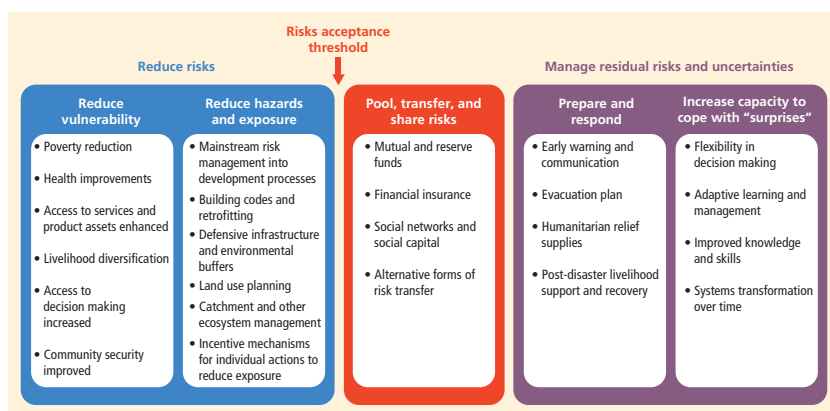 Risks acceptance
threshold
Reduce risks
Manage residual risks and uncertainties
Reduce
vulnerability
• Poverty reduction
• Health improvements
• Access to services and
product assets enhanced
• Livelihood diversification
• Access to
decision making
increased
• Community security
improved
Reduce hazards
and exposure
• Mainstream risk
management into
development processes
• Building codes and
retrofitting
• Defensive infrastructure
and environmental
buffers
• Land use planning
• Catchment and other
ecosystem management
• Incentive mechanisms
for individual actions to
reduce exposure
Pool, transfer, and
share risks
• Mutual and reserve
funds
• Financial insurance
• Social networks and
social capital
• Alternative forms of
risk transfer
Prepare and
respond
• Early warning and
communication
• Evacuation plan
• Humanitarian relief
supplies
• Post-disaster livelihood
support and recovery
Increase capacity to
cope with “surprises”
• Flexibility in
decision making
• Adaptive learning and
management
• Improved knowledge
and skills
• Systems transformation
over time